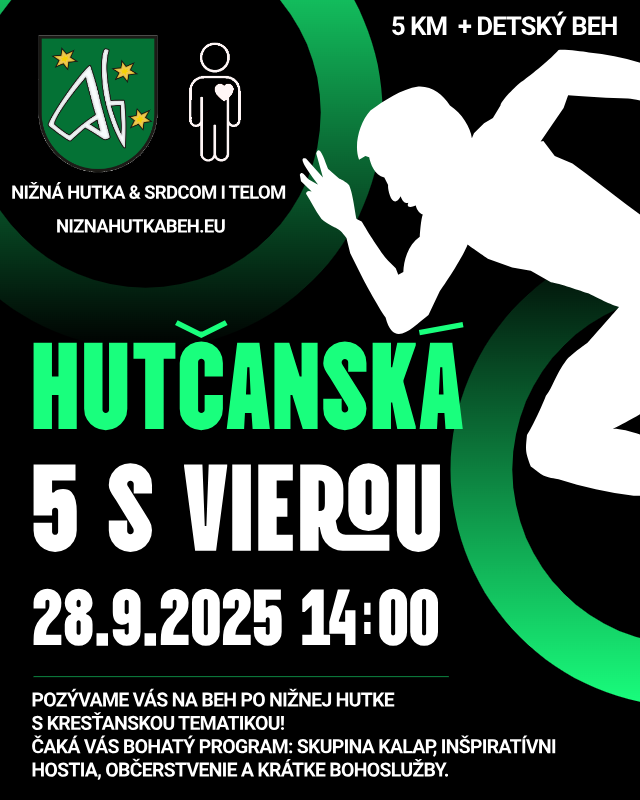 5 KM + DETSKÝ BEH
NIŽNÁ HUTKA & SRDCOM I TELOM
NIZNAHUTKABEH.EU
HUTČANSKÁ
5 S VIEROU
28.9.2025 14:00
POZÝVAME VÁS NA BEH PO NIŽNEJ HUTKE
S KRESŤANSKOU TEMATIKOU!
ČAKÁ VÁS BOHATÝ PROGRAM: SKUPINA KALAP, INŠPIRATÍVNI
HOSTIA, OBČERSTVENIE A KRÁTKE BOHOSLUŽBY.